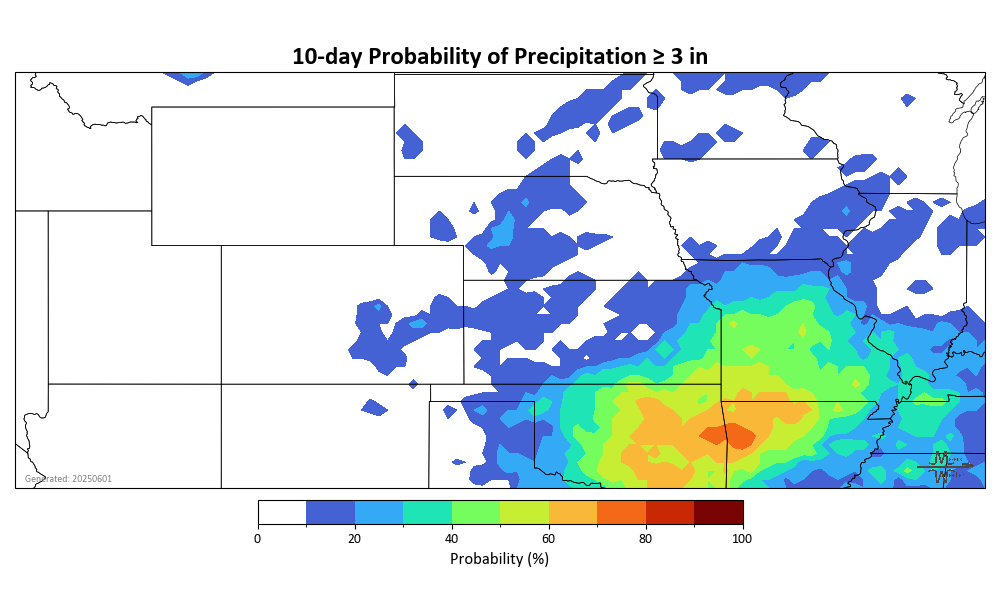 10-day Probability of Precipitation ≥ 3 in
Generated: 20250601
0 20 40 60 80 100
Probability (%)